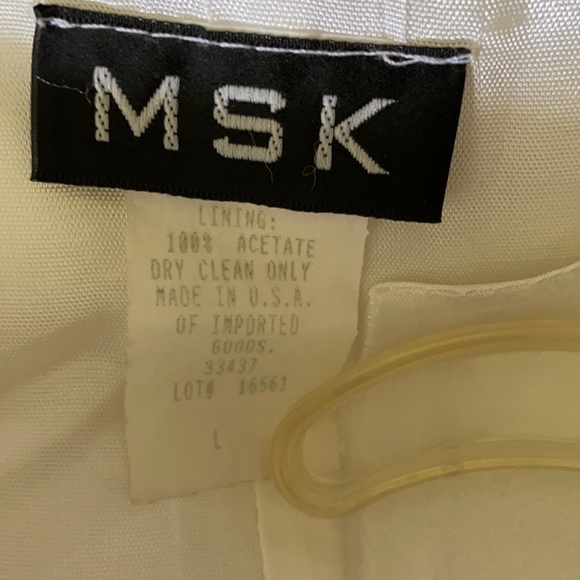 MSK
LINING:
100% ACETATE
DRY CLEAN ONLY
MADE IN U.S.A.
OF IMPORTED
GOODS.
33437
LOT# 16561
L